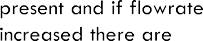 present and if flowrate
increased there are